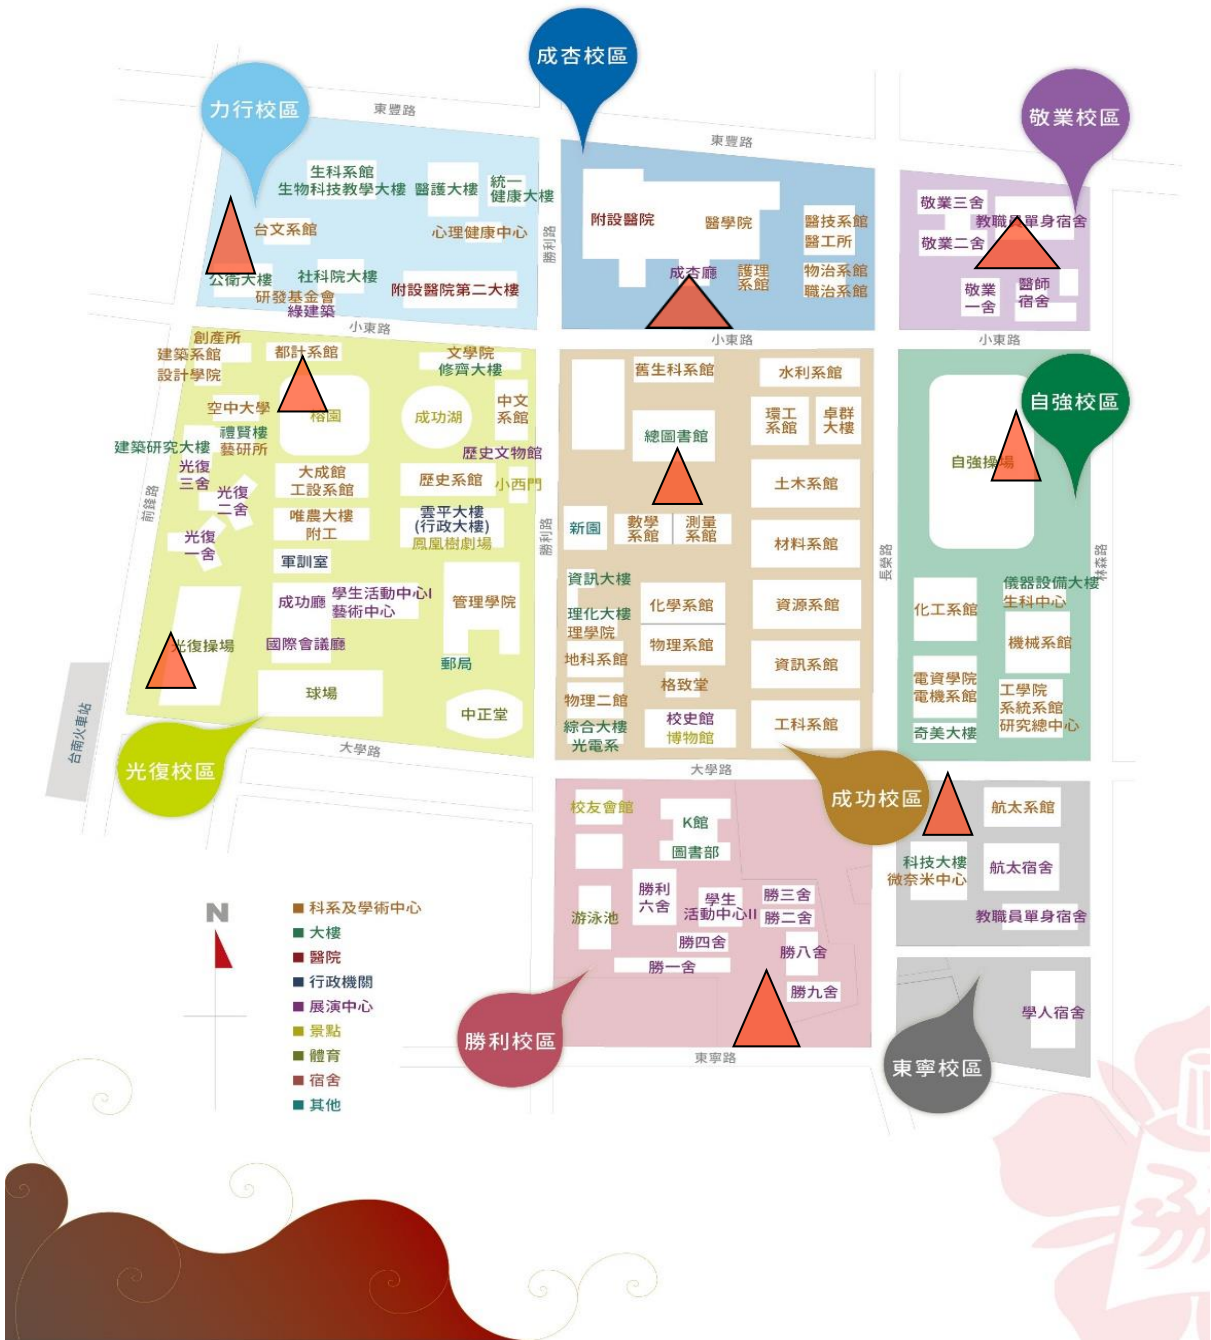 成杏校區
力行校區
敬業校區
東豐路
東豐路
生科系館
生物科技教學大樓
醫護大樓
統一
健康大樓
台文系館
心理健康中心
公衛大樓
社科院大樓
研發基金會
綠建築
附設醫院第二大樓
勝利路
附設醫院
醫學院
醫技系館
醫工所
成杏廳
護理
系館
物治系館
職治系館
敬業三舍
教職員單身宿舍
敬業二舍
敬業
一舍
醫師
宿舍
小東路
小東路
小東路
創產所
建築系館
設計學院
都計系館
文學院
修齊大樓
空中大學
榕園
成功湖
中文
系館
禮賢樓
藝研所
建築研究大樓
歷史文物館
光復
三舍
光復
二舍
光復
一舍
大成館
工設系館
歷史系館
小西門
唯農大樓
附工
雲平大樓
(行政大樓)
鳳凰樹劇場
軍訓室
成功廳
學生活動中心I
藝術中心
管理學院
國際會議廳
光復操場
郵局
球場
中正堂
前鋒路
勝利路
台南火車站
光復校區
大學路
舊生科系館
水利系館
總圖書館
環工
系館
卓群
大樓
土木系館
新園
數學
系館
測量
系館
材料系館
資訊大樓
化學系館
資源系館
理化大樓
理學院
物理系館
地科系館
資訊系館
格致堂
物理二館
綜合大樓
光電系
校史館
博物館
工科系館
長榮路
自強校區
自強操場
林森路
儀器設備大樓
生科中心
化工系館
機械系館
電資學院
電機系館
工學院
系統系館
研究總中心
奇美大樓
大學路
成功校區
校友會館
K館
圖書部
勝利
六舍
學生
活動中心II
勝三舍
勝二舍
游泳池
勝四舍
勝八舍
勝一舍
勝九舍
勝利校區
東寧路
航太系館
科技大樓
微奈米中心
航太宿舍
教職員單身宿舍
學人宿舍
東寧校區
N
科系及學術中心
大樓
醫院
行政機關
展演中心
景點
體育
宿舍
其他